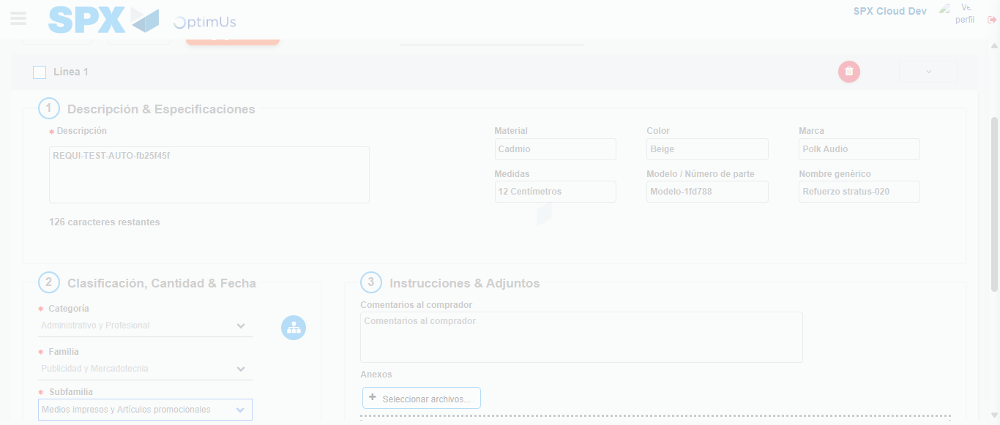 SPX
OptimUs
SPX Cloud Dev
perfil
Línea 1
1 Descripción & Especificaciones
* Descripción
REQUI-TEST-AUTO-fb25f45f
126 caracteres restantes
Material
Color
Marca
Cadmio
Beige
Polk Audio
Medidas
Modelo / Número de parte
Nombre genérico
12 Centímetros
Modelo-1fd788
Refuerzo stratus-020
2 Clasificación, Cantidad & Fecha
* Categoría
Administrativo y Profesional
* Familia
Publicidad y Mercadotecnia
* Subfamilia
Medios impresos y Artículos promocionales
3 Instrucciones & Adjuntos
Comentarios al comprador
Comentarios al comprador
Anexos
+ Seleccionar archivos...